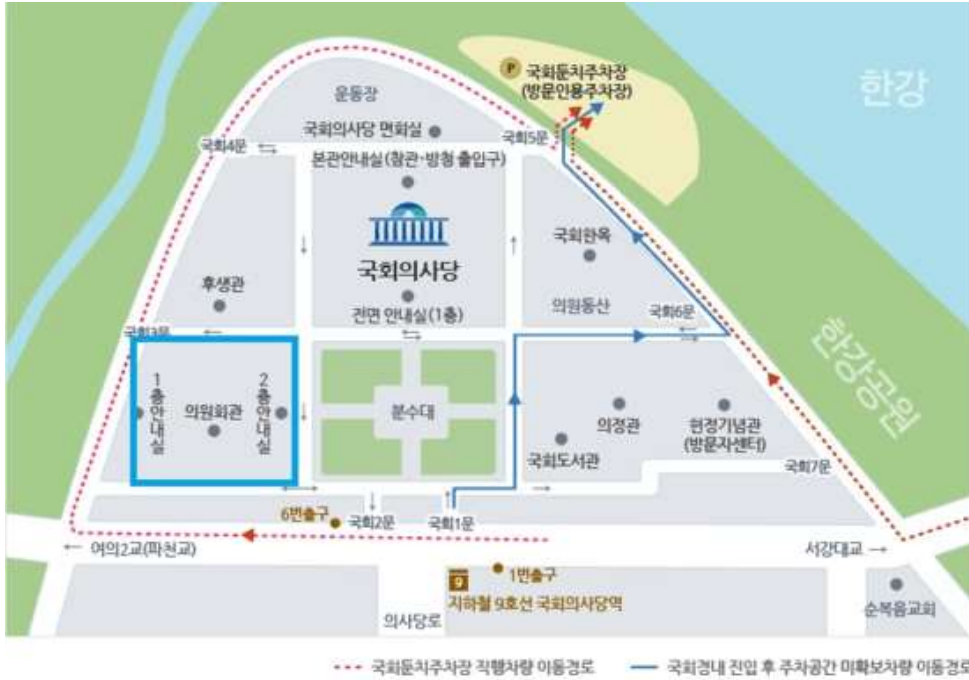 P 국회둔치주차장
(방문인용주차장)
한강
운동장
국회의사당 면회실
국회4문
국회5문
본관안내실(참관·방청 출입구)
국회의사당
국회한옥
후생관
전면 안내실(1층)
의원동산
국회6문
국회3문
한강공원
1층안내실
의원회관
2층안내실
분수대
의정관
헌정기념관
(방문자센터)
국회도서관
국회7문
6번출구
국회2문
국회1문
← 여의2교(파천교)
서강대교 →
9
1번출구
지하철 9호선 국회의사당역
의사당로
순복음교회
국회둔치주차장 직행차량 이동경로
국회경내 진입 후 주차공간 미확보차량 이동경로